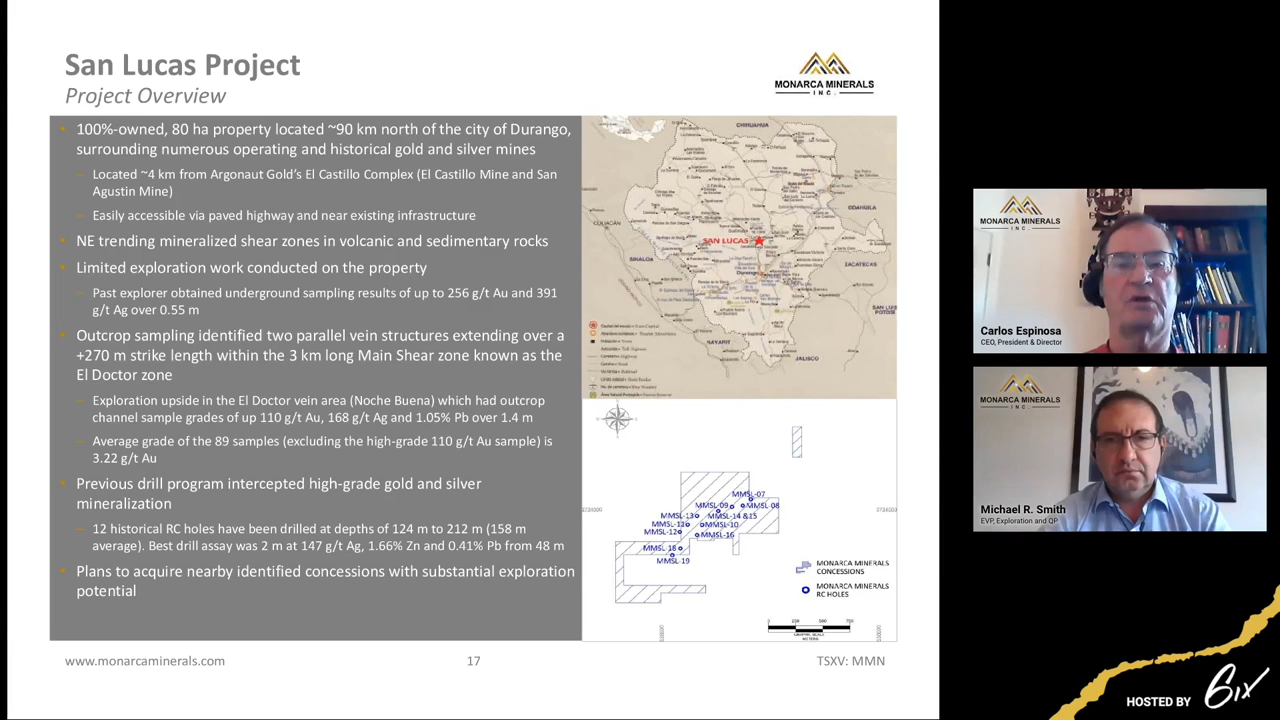 San Lucas Project
Project Overview
MONARCA MINERALS
INC.
100%-owned, 80 ha property located ~90 km north of the city of Durango,
surrounding numerous operating and historical gold and silver mines
Located ~4 km from Argonaut Gold's El Castillo Complex (El Castillo Mine and San
Agustin Mine)
Easily accessible via paved highway and near existing infrastructure
NE trending mineralized shear zones in volcanic and sedimentary rocks
Limited exploration work conducted on the property
Past explorer obtained underground sampling results of up to 256 g/t Au and 391
g/t Ag over 0.55 m
Outcrop sampling identified two parallel vein structures extending over a
+270 m strike length within the 3 km long Main Shear zone known as the
El Doctor zone
Exploration upside in the El Doctor vein area (Noche Buena) which had outcrop
channel sample grades of up 110 g/t Au, 168 g/t Ag and 1.05% Pb over 1.4 m
Average grade of the 89 samples (excluding the high-grade 110 g/t Au sample) is
3.22 g/t Au
Previous drill program intercepted high-grade gold and silver
mineralization
12 historical RC holes have been drilled at depths of 124 m to 212 m (158 m
average). Best drill assay was 2 m at 147 g/t Ag, 1.66% Zn and 0.41% Pb from 48 m
Plans to acquire nearby identified concessions with substantial exploration
potential
CHIHUAHUA
COAHUILA
CULIACAN
SAN LUCAS
SINALOA
ZACATECAS
Durango
SAN LUIS
POTOSI
NAYARIT
JALISCO
MMSL-07
MMSL-09
MMSL-08
MMSL-13
MMSL-14 &15
MMSL-11
MMSL-10
MMSL-12
MMSL-16
MMSL-18
MMSL-19
MONARCA MINERALS
CONCESSIONS
MONARCA MINERALS
RC HOLES
GRAPHIC SCALE
METERS
www.monarcaminerals.com
17
TSXV: MMN
MONARCA MINERALS
INC.
Carlos Espinosa
CEO, President & Director
MONARCA MINERALS
INC.
Michael R. Smith
EVP, Exploration and QP
HOSTED BY 6ix